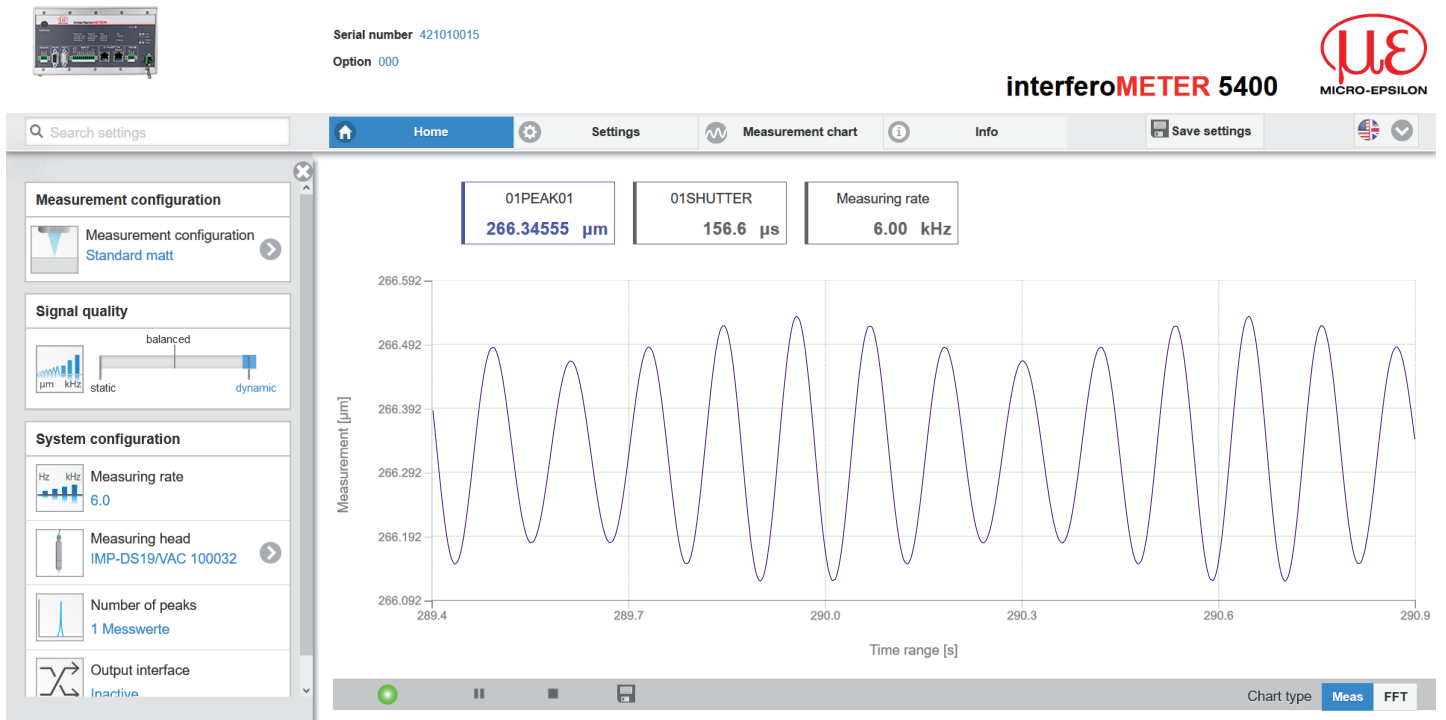 interferoMETER
Serial number 421010015
Option 000
interferoMETER 5400
με
MICRO-EPSILON
Search settings
Home
Settings
Measurement chart
Info
Save settings
Measurement configuration
Measurement configuration
Standard matt
Signal quality
balanced
µm kHz
static
dynamic
System configuration
Hz kHz
Measuring rate
6.0
Measuring head
IMP-DS19/VAC 100032
Number of peaks
1 Messwerte
Output interface
Inactive
01PEAK01
266.34555 µm
01SHUTTER
156.6 µs
Measuring rate
6.00 kHz
Measurement [µm]
266.592
266.492
266.392
266.292
266.192
266.092
289.4
289.7
290.0
290.3
290.6
290.9
Time range [s]
Chart type
Meas
FFT